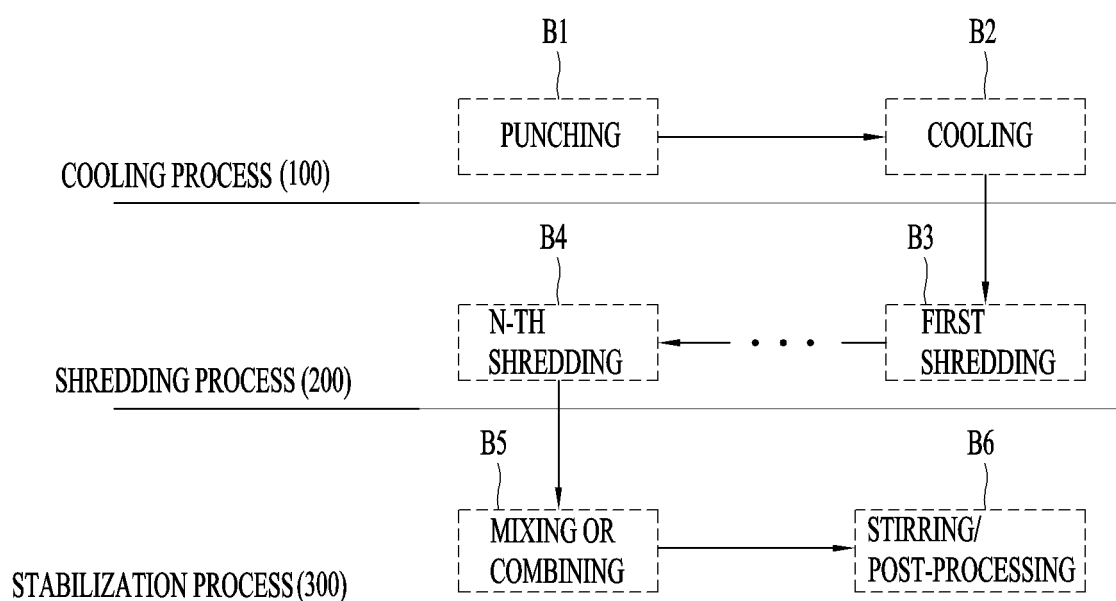 B1
B2
PUNCHING
COOLING
COOLING PROCESS (100)
B4
B3
N-TH
SHREDDING
• • •
FIRST
SHREDDING
SHREDDING PROCESS (200)
B5
B6
MIXING OR
COMBINING
STIRRING/
POST-PROCESSING
STABILIZATION PROCESS (300)